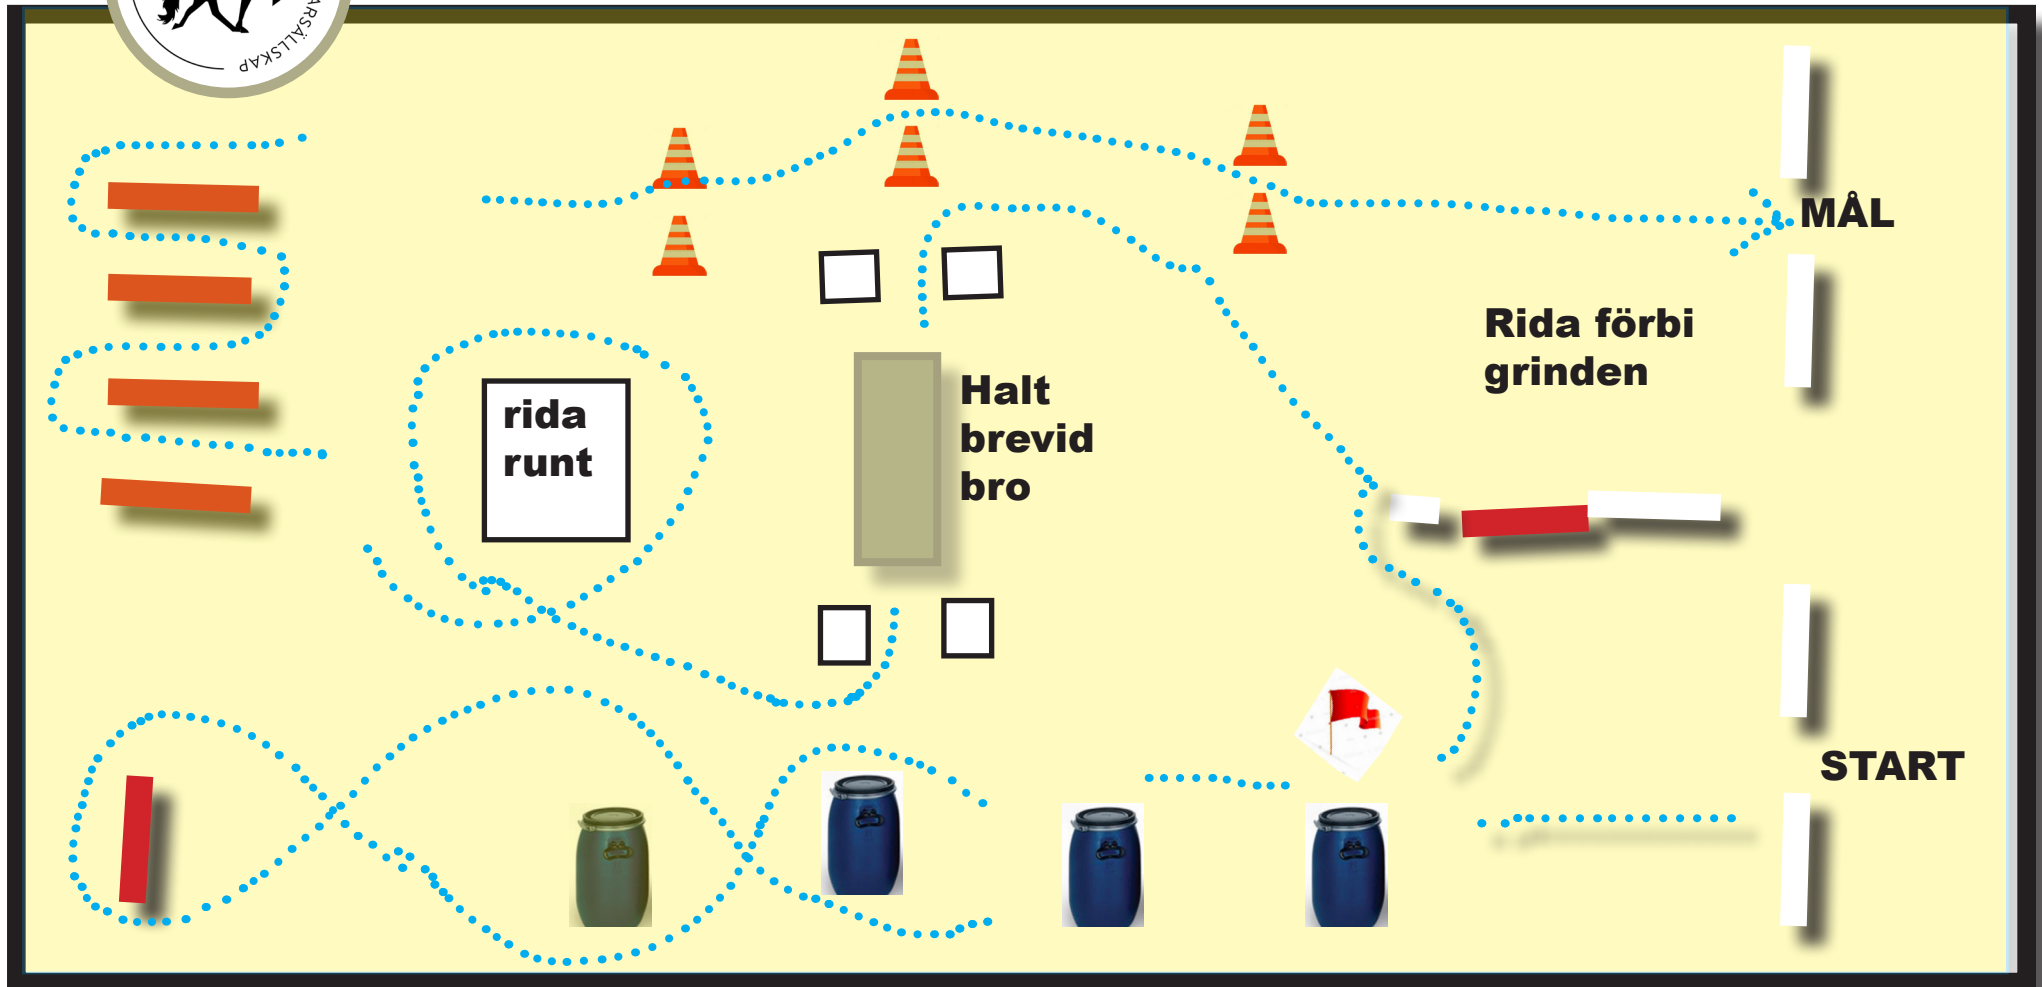 MÅL
Rida förbi
grinden
Halt
brevid
bro
rida
runt
START